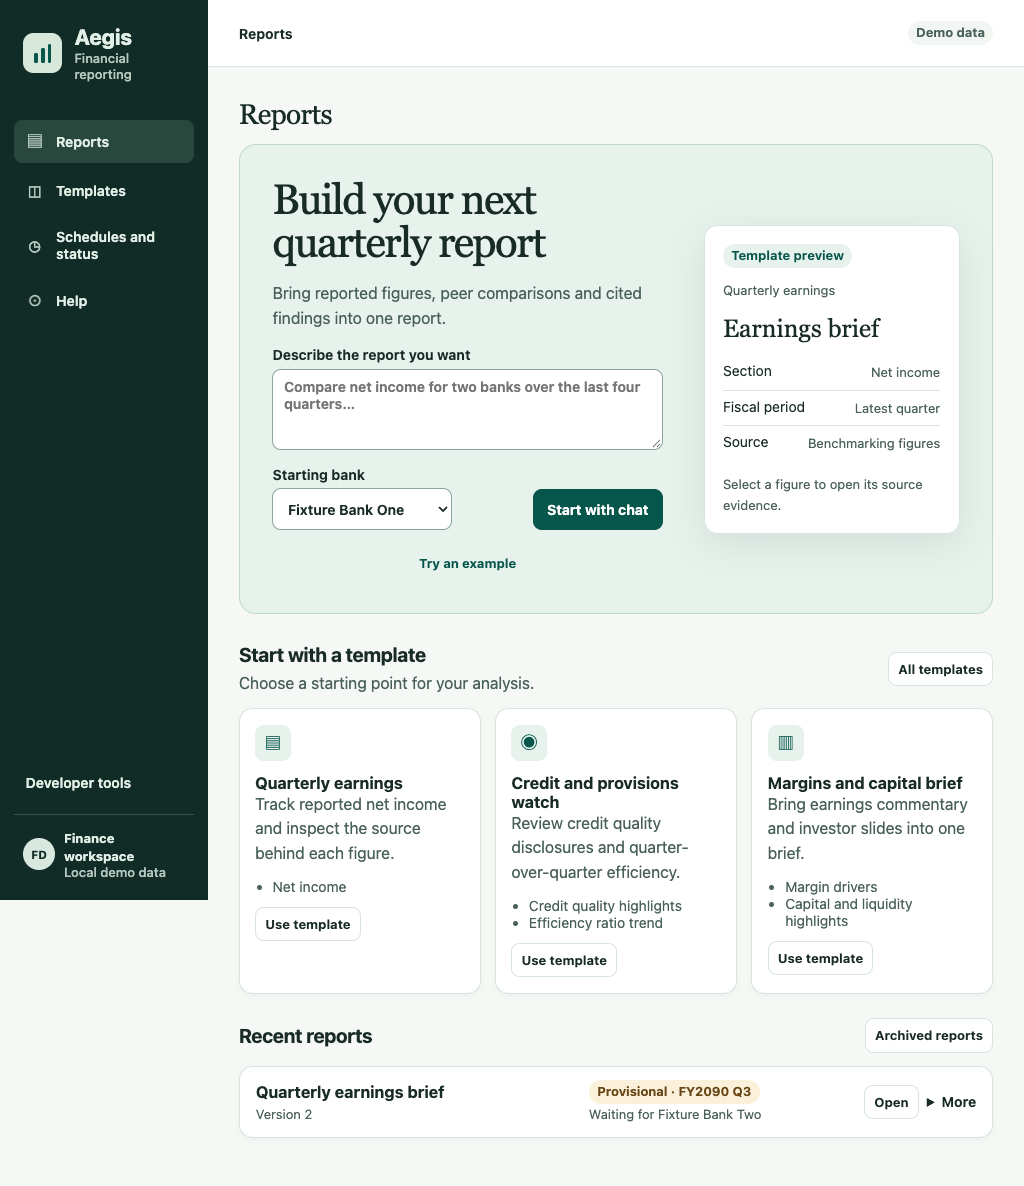 Aegis
Financial
reporting
Reports
Templates
Schedules and
status
Help
Developer tools
FD
Finance
workspace
Local demo data
Reports
Demo data
Reports
Build your next
quarterly report
Bring reported figures, peer comparisons and cited
findings into one report.
Describe the report you want
Compare net income for two banks over the last four
quarters...
Starting bank
Fixture Bank One
Start with chat
Try an example
Template preview
Quarterly earnings
Earnings brief
Section Net income
Fiscal period Latest quarter
Source Benchmarking figures
Select a figure to open its source
evidence.
Start with a template
Choose a starting point for your analysis.
All templates
Quarterly earnings
Track reported net income
and inspect the source
behind each figure.
• Net income
Use template
Credit and provisions
watch
Review credit quality
disclosures and quarter-
over-quarter efficiency.
• Credit quality highlights
• Efficiency ratio trend
Use template
Margins and capital brief
Bring earnings commentary
and investor slides into one
brief.
• Margin drivers
• Capital and liquidity
highlights
Use template
Recent reports
Archived reports
Quarterly earnings brief
Version 2
Provisional · FY2090 Q3
Waiting for Fixture Bank Two
Open
More